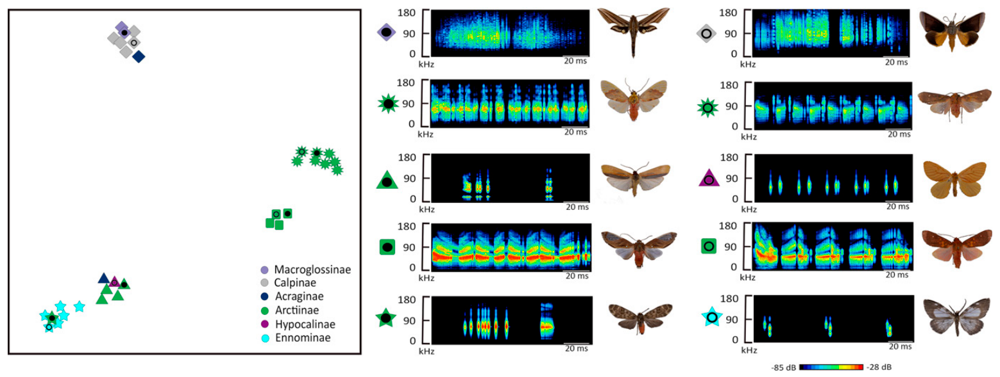 Macroglossinae
Calpinae
Acraginae
Arctiinae
Hypocalinae
Ennominae
180
90
0
kHz
20 ms
180
90
0
kHz
20 ms
180
90
0
kHz
20 ms
180
90
0
kHz
20 ms
180
90
0
kHz
20 ms
180
90
0
kHz
20 ms
180
90
0
kHz
20 ms
180
90
0
kHz
20 ms
180
90
0
kHz
20 ms
180
90
0
kHz
20 ms
-85 dB -28 dB